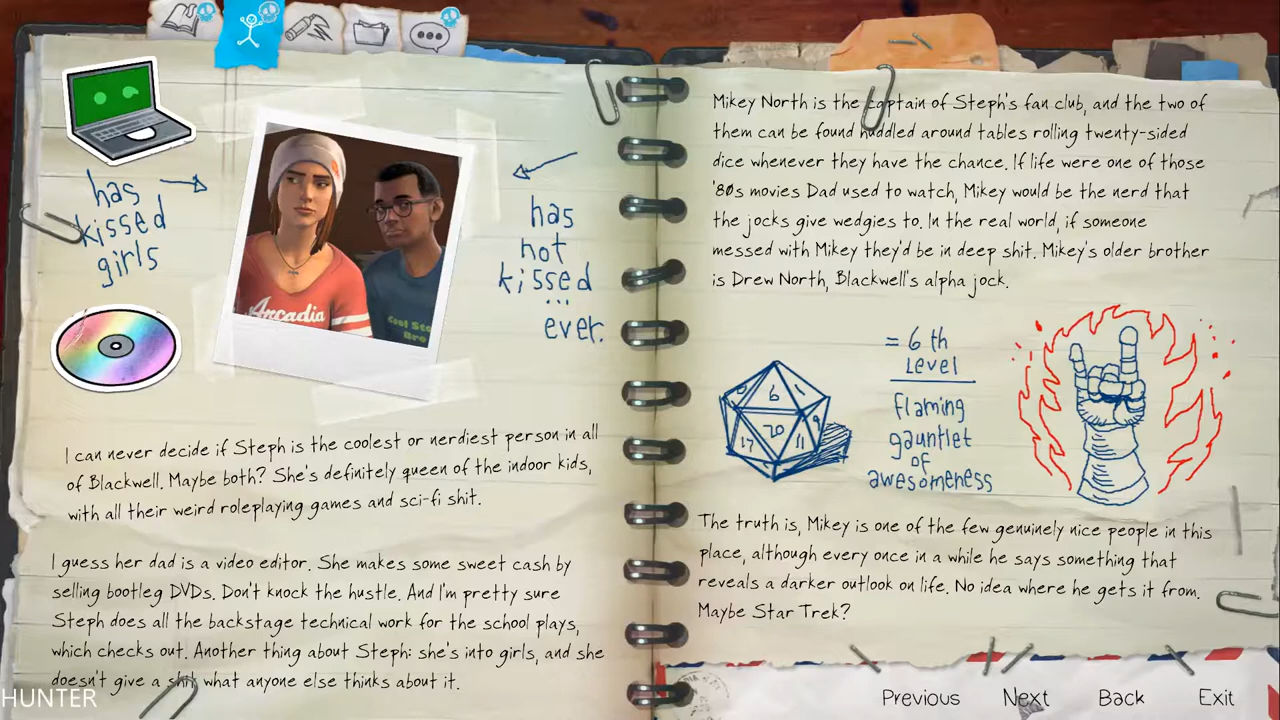 has
kissed
girls
has
not
kissed
...
ever.
Arcadia
Cool Sto
Bro
I can never decide if Steph is the coolest or nerdiest person in all
of Blackwell. Maybe both? She's definitely queen of the indoor kids,
with all their weird roleplaying games and sci-fi shit.
I guess her dad is a video editor. She makes some sweet cash by
selling bootleg DVDs. Don't knock the hustle. And I'm pretty sure
Steph does all the backstage technical work for the school plays,
which checks out. Another thing about Steph: she's into girls, and she
doesn't give a shit what anyone else thinks about it.
HUNTER
Mikey North is the captain of Steph's fan club, and the two of
them can be found huddled around tables rolling twenty-sided
dice whenever they have the chance. If life were one of those
'80s movies Dad used to watch, Mikey would be the nerd that
the jocks give wedgies to. In the real world, if someone
messed with Mikey they'd be in deep shit. Mikey's older brother
is Drew North, Blackwell's alpha jock.
6
20
9
17
11
= 6th
LEVEL
flaming
gauntlet
of
awesomeness
The truth is, Mikey is one of the few genuinely nice people in this
place, although every once in a while he says something that
reveals a darker outlook on life. No idea where he gets it from.
Maybe Star Trek?
Previous Next Back Exit